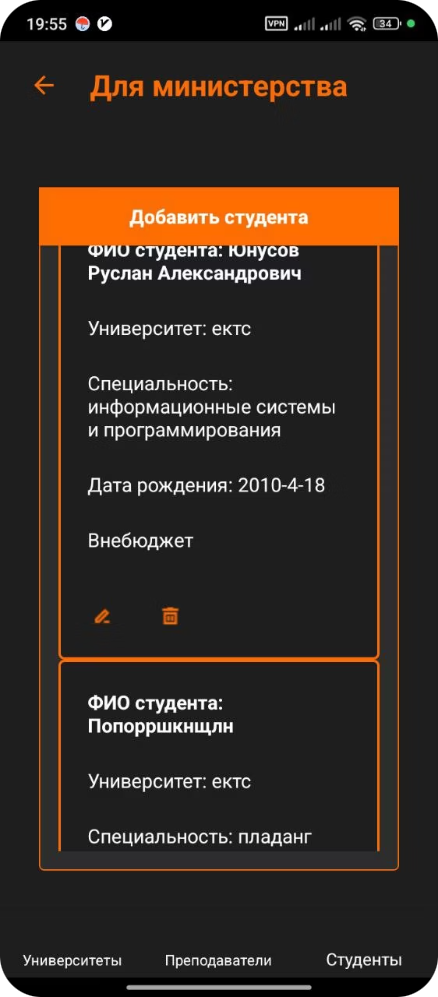 19:55
VPN
34
Для министерства
Добавить студента
ФИО студента: Юнусов
Руслан Александрович
Университет: ектс
Специальность:
информационные системы
и программирования
Дата рождения: 2010-4-18
Внебюджет
ФИО студента:
Попорршкнщлн
Университет: ектс
Специальность: пладанг
Университеты
Преподаватели
Студенты